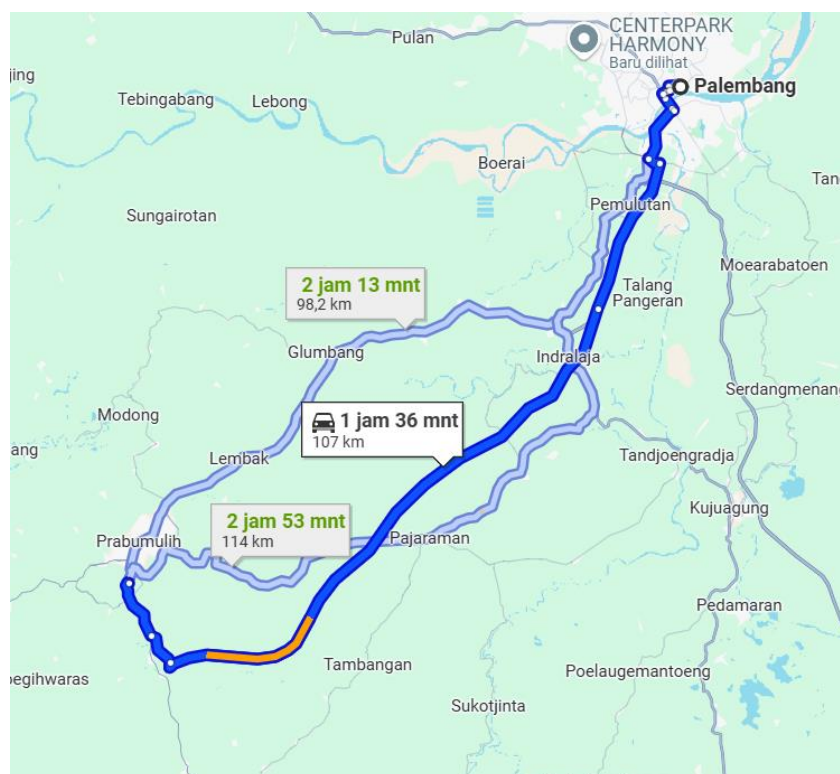 CENTERPARK
HARMONY
Baru dilihat
Pulan
Palembang
Tebingabang
Lebong
Boerai
Sungairotan
Pemulutan
Moearabatoen
2 jam 13 mnt
98,2 km
Talang
Pangeran
Glumbang
Indralaja
Serdangmenang
Modong
1 jam 36 mnt
107 km
Lembak
Tandjoengradja
2 jam 53 mnt
114 km
Kujuagung
Prabumulih
Pajaraman
Pedamaran
Tambangan
Poelaugemantoeng
Sukotjinta